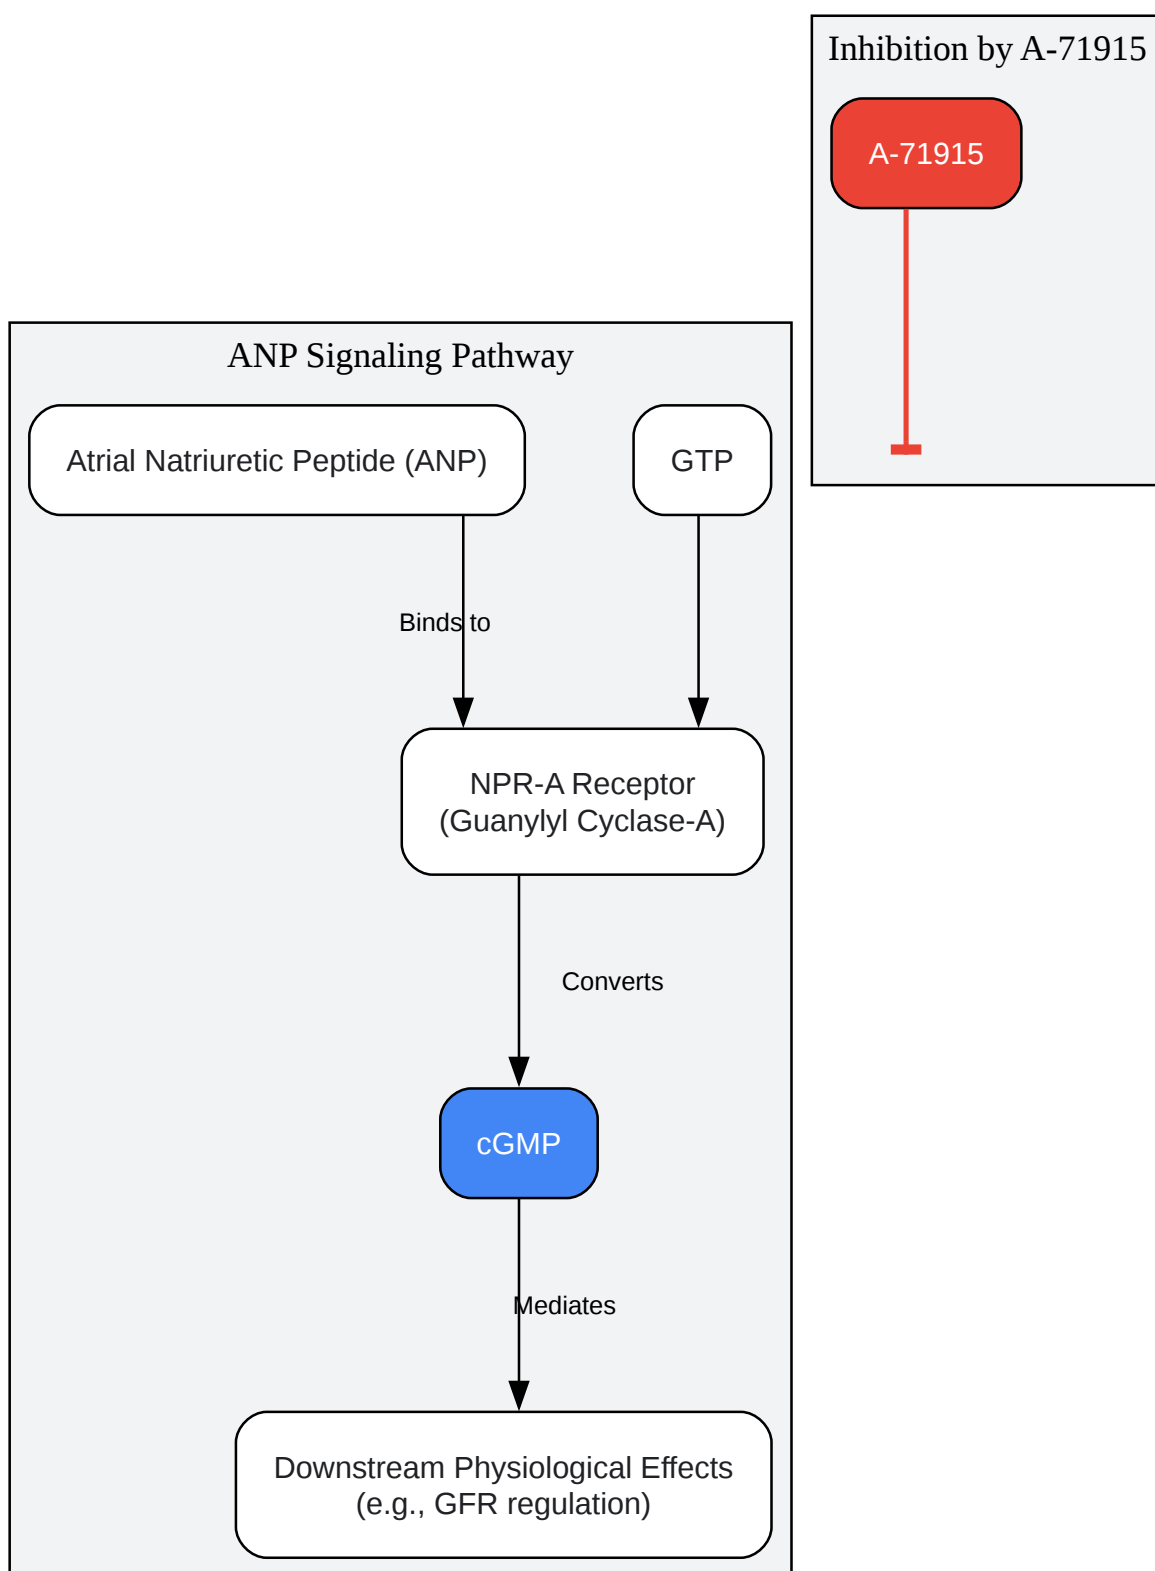 Inhibition by A-71915
A-71915
ANP Signaling Pathway
Atrial Natriuretic Peptide (ANP)
GTP
Binds to
NPR-A Receptor
(Guanylyl Cyclase-A)
Converts
cGMP
Mediates
Downstream Physiological Effects
(e.g., GFR regulation)